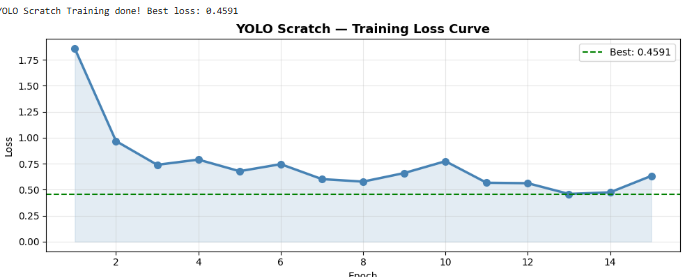 YOLO Scratch Training done! Best loss: 0.4591
YOLO Scratch — Training Loss Curve
Best: 0.4591
Loss
1.75
1.50
1.25
1.00
0.75
0.50
0.25
0.00
2 4 6 8 10 12 14
Epoch